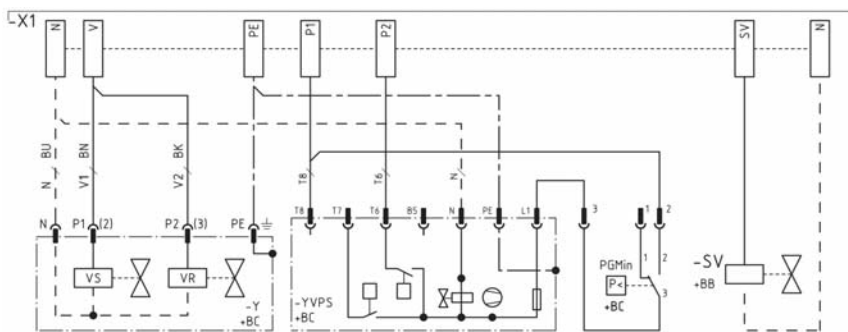 -X1
N
V
PE
P1
P2
SV
N
BU
BN
BK
N
V1
V2
T8
T6
N
N
P1
(2)
P2
(3)
PE
T8
T7
T6
B5
N
PE
L1
3
1
2
VS
VR
-Y
+BC
-YVPS
+BC
PGMin
P<
+BC
1
2
3
-SV
+BB